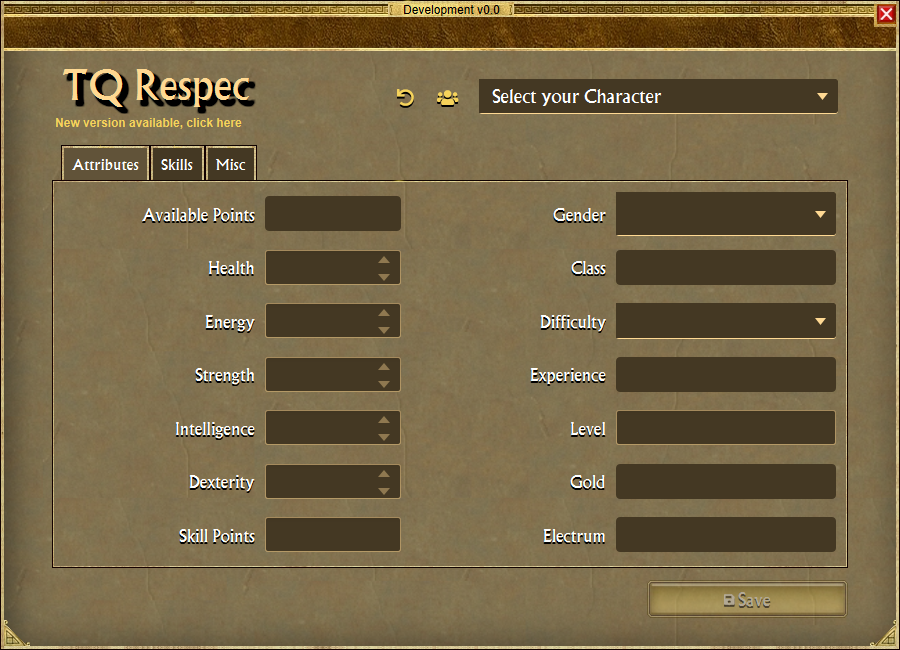 Development v0.0
TQ Respec
New version available, click here
Select your Character
Attributes
Skills
Misc
Available Points
Gender
Health
Class
Energy
Difficulty
Strength
Experience
Intelligence
Level
Dexterity
Gold
Skill Points
Electrum
Save